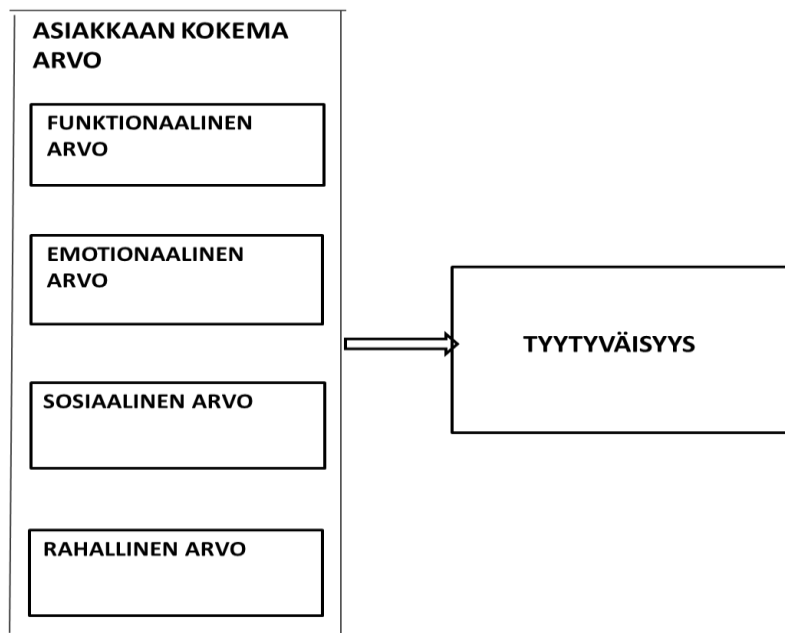 ASIAKKAAN KOKEMA
ARVO
FUNKTIONAALINEN
ARVO
EMOTIONAALINEN
ARVO
SOSIAALINEN ARVO
RAHALLINEN ARVO
TYYTYVÄISYYS